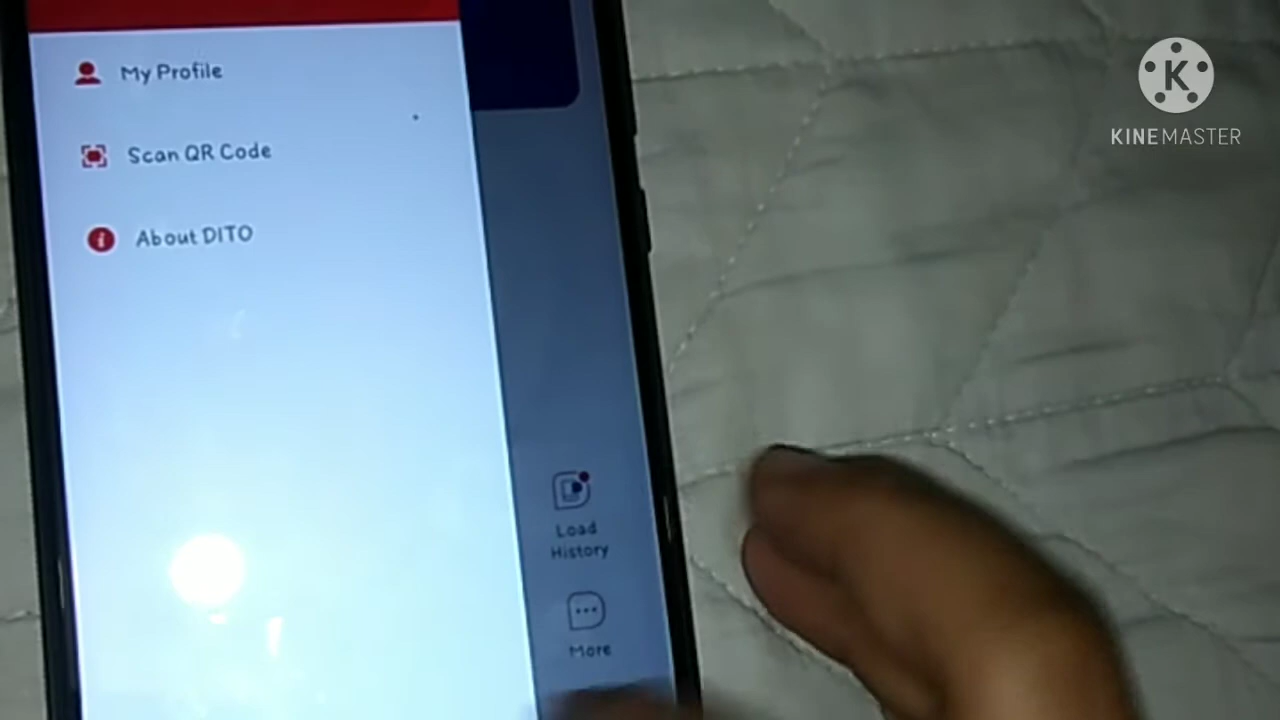 My Profile
Scan QR Code
About DITO
Load
History
More
K
KINEMASTER